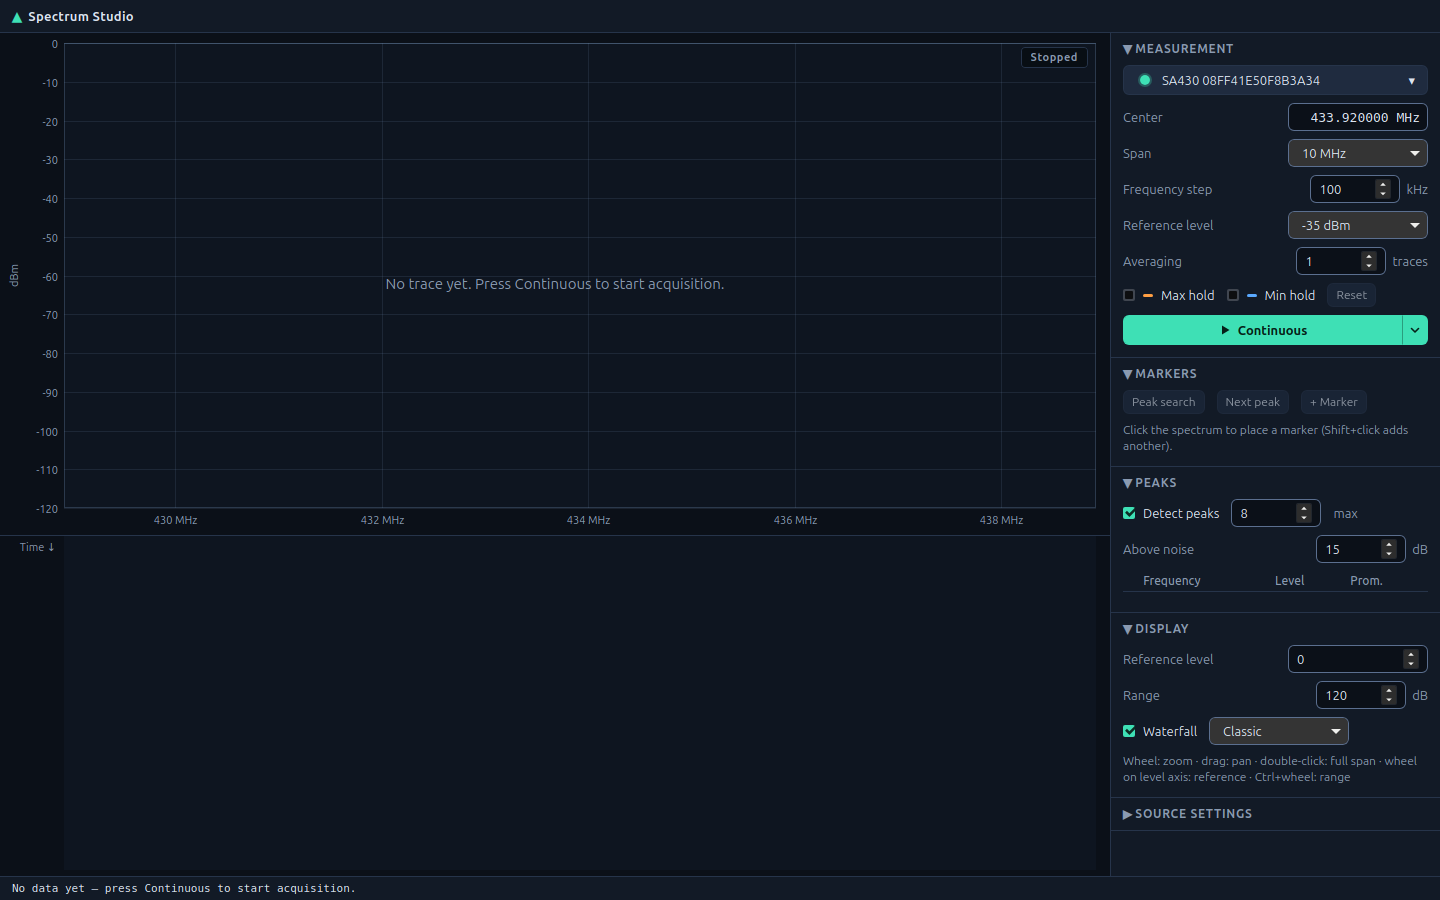 ▲ Spectrum Studio
0
Stopped
-10
-20
-30
-40
-50
-60
-70
-80
-90
-100
-110
-120
dBm
No trace yet. Press Continuous to start acquisition.
430 MHz 432 MHz 434 MHz 436 MHz 438 MHz
Time ↓
▼ MEASUREMENT
SA430 08FF41E50F8B3A34 ▾
Center 433.920000 MHz
Span 10 MHz
Frequency step 100 kHz
Reference level -35 dBm
Averaging 1 traces
Max hold Min hold Reset
▶ Continuous
▼ MARKERS
Peak search Next peak + Marker
Click the spectrum to place a marker (Shift+click adds
another).
▼ PEAKS
Detect peaks 8 max
Above noise 15 dB
Frequency Level Prom.
▼ DISPLAY
Reference level 0
Range 120 dB
Waterfall Classic
Wheel: zoom · drag: pan · double-click: full span · wheel
on level axis: reference · Ctrl+wheel: range
▶ SOURCE SETTINGS
No data yet — press Continuous to start acquisition.